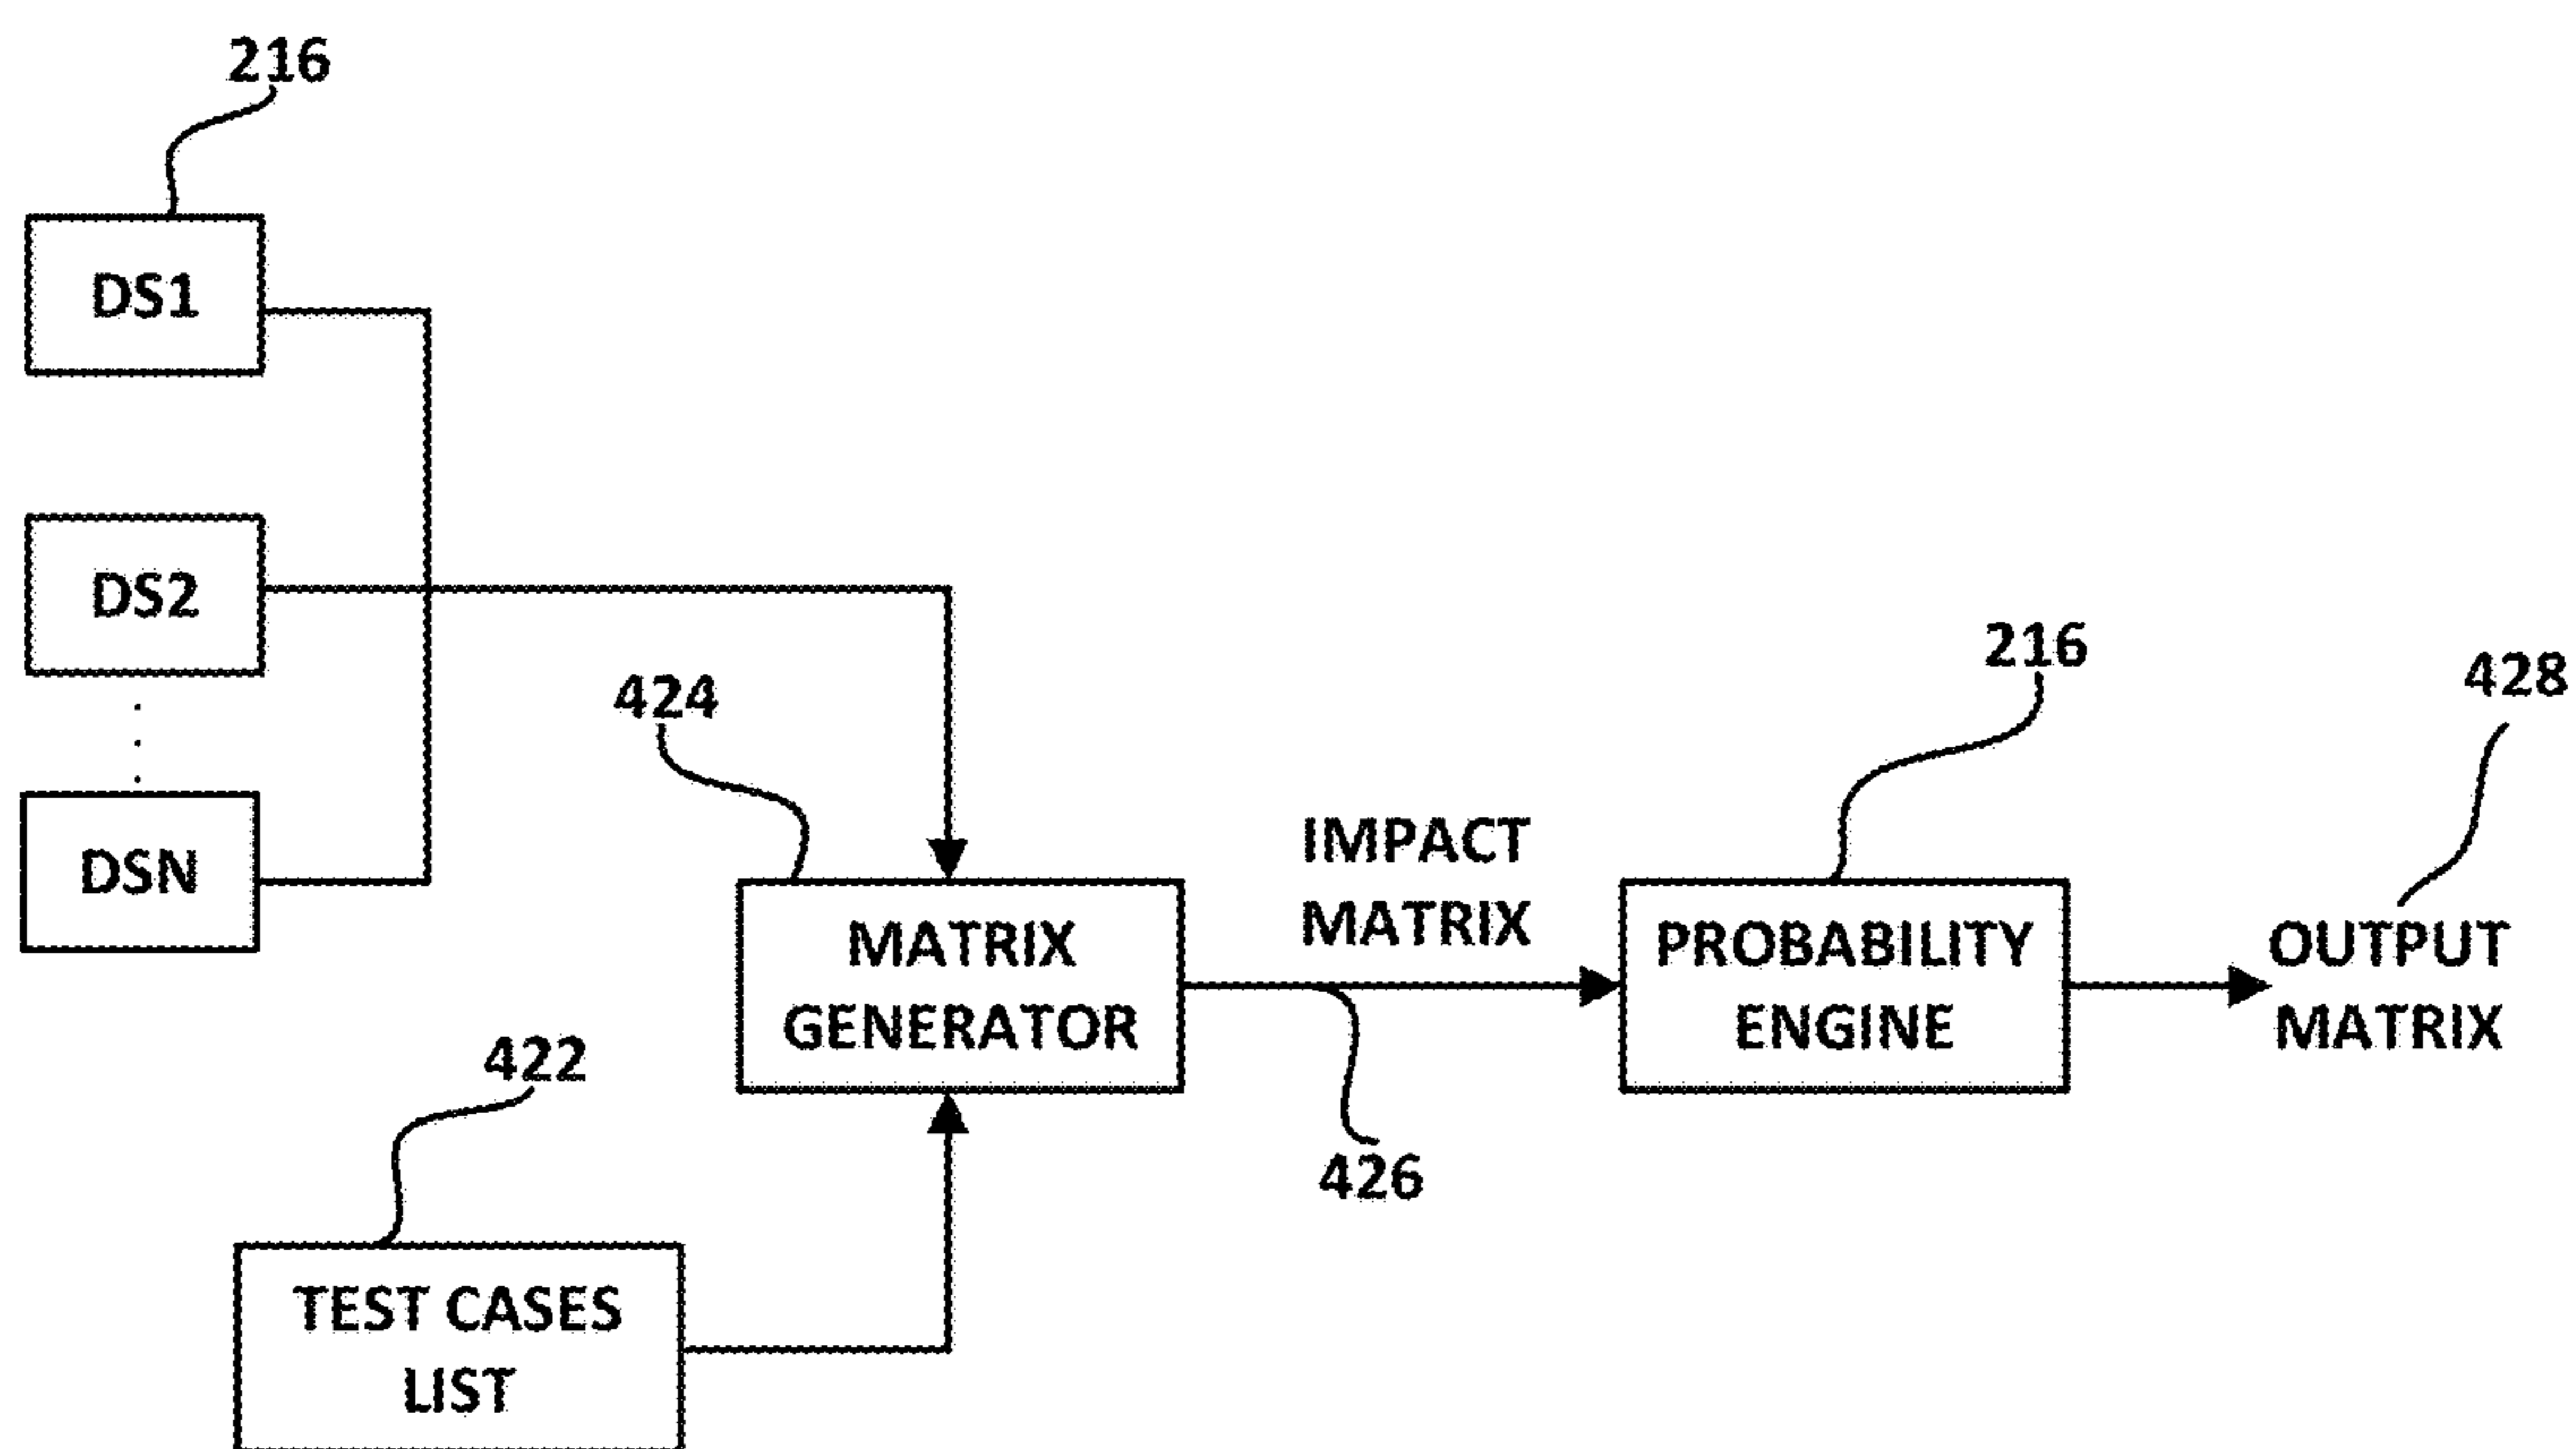 216
DS1
DS2
DSN
424
MATRIX
GENERATOR
422
TEST CASES
LIST
IMPACT
MATRIX
426
216
PROBABILITY
ENGINE
428
OUTPUT
MATRIX